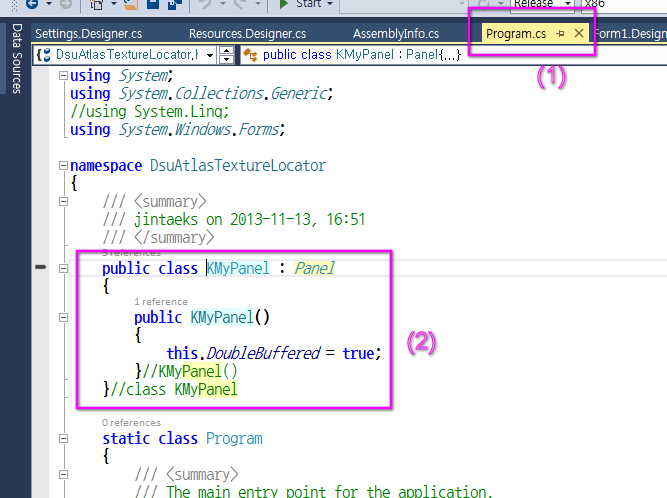 Start
Release
x86
Data Sources
Settings.Designer.cs
Resources.Designer.cs
AssemblyInfo.cs
Program.cs
Form1.Design
(1)
DsuAtlasTextureLocator,
public class KMyPanel : Panel{...}
using System;
using System.Collections.Generic;
//using System.Linq;
using System.Windows.Forms;
namespace DsuAtlasTextureLocator
{
/// <summary>
/// jintaeks on 2013-11-13, 16:51
/// </summary>
3 references
public class KMyPanel : Panel
{
1 reference
public KMyPanel()
{
this.DoubleBuffered = true;
}//KMyPanel()
}//class KMyPanel
(2)
0 references
static class Program
{
/// <summary>
/// The main entry point for the application.